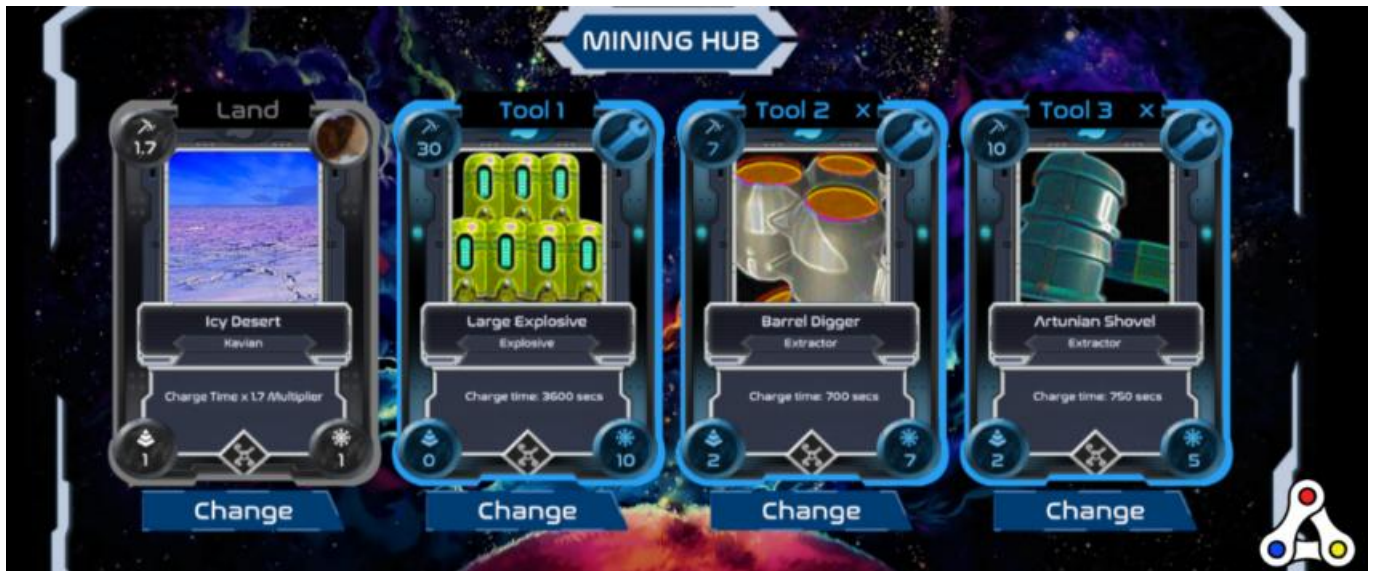 MINING HUB
Land
1.7
Icy Desert
Kavian
Charge Time x 1.7 Multiplier
1
1
Change
Tool 1
30
Large Explosive
Explosive
Charge time: 3600 secs
0
10
Change
Tool 2 X
7
Barrel Digger
Extractor
Charge time: 700 secs
2
7
Change
Tool 3 X
10
Artunian Shovel
Extractor
Charge time: 750 secs
2
5
Change